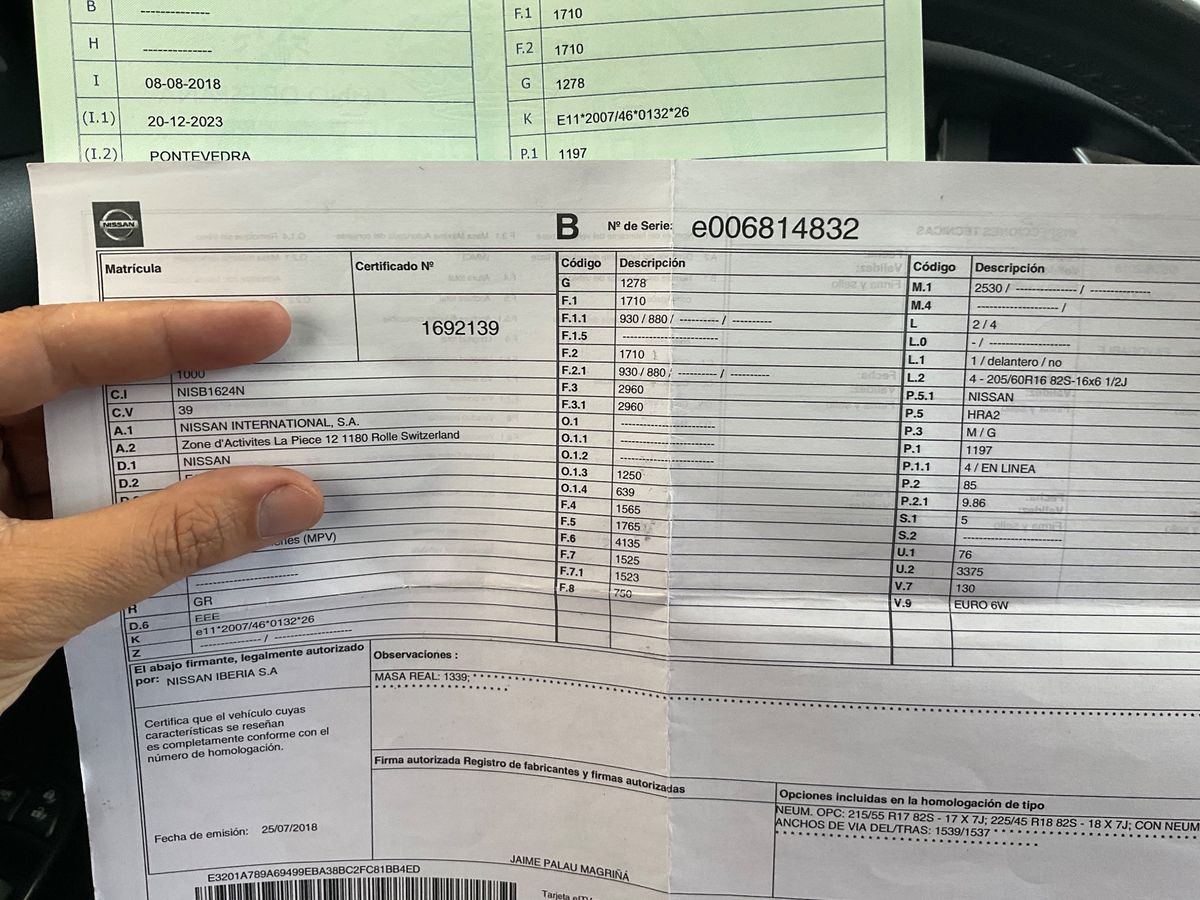 B --------------
H --------------
I 08-08-2018
(I.1) 20-12-2023
(I.2) PONTEVEDRA
F.1 1710
F.2 1710
G 1278
K E11*2007/46*0132*26
P.1 1197
NISSAN
B Nº de Serie: e006814832
Matrícula
Certificado Nº
1692139
1000
C.I NISB1624N
C.V 39
A.1 NISSAN INTERNATIONAL, S.A.
A.2 Zone d'Activites La Piece 12 1180 Rolle Switzerland
D.1 NISSAN
D.2
(MPV)
--------------------
R GR
D.6 EEE
K e11*2007/46*0132*26
Z ------------ / ----------------
Código Descripción
G 1278
F.1 1710
F.1.1 930 / 880 / --------- / ---------
F.1.5 --------------------
F.2 1710
F.2.1 930 / 880 / --------- / ---------
F.3 2960
F.3.1 2960
O.1 --------------------
O.1.1 --------------------
O.1.2 --------------------
O.1.3 1250
O.1.4 639
F.4 1565
F.5 1765
F.6 4135
F.7 1525
F.7.1 1523
F.8 750
Código Descripción
M.1 2530 / -------------- / --------------
M.4 ------------------ /
L 2 / 4
L.0 - / ------------------
L.1 1 / delantero / no
L.2 4 - 205/60R16 82S-16x6 1/2J
P.5.1 NISSAN
P.5 HRA2
P.3 M / G
P.1 1197
P.1.1 4 / EN LINEA
P.2 85
P.2.1 9.86
S.1 5
S.2 --------------------
U.1 76
U.2 3375
V.7 130
V.9 EURO 6W
El abajo firmante, legalmente autorizado
por: NISSAN IBERIA S.A
Certifica que el vehículo cuyas
características se reseñan
es completamente conforme con el
número de homologación.
Fecha de emisión: 25/07/2018
Observaciones :
MASA REAL: 1339;
Firma autorizada Registro de fabricantes y firmas autorizadas
JAIME PALAU MAGRIÑÁ
Opciones incluidas en la homologación de tipo
NEUM. OPC: 215/55 R17 82S - 17 X 7J; 225/45 R18 82S - 18 X 7J; CON NEUM
ANCHOS DE VIA DEL/TRAS: 1539/1537
E3201A789A69499EBA38BC2FC81BB4ED
Tarjeta eITV